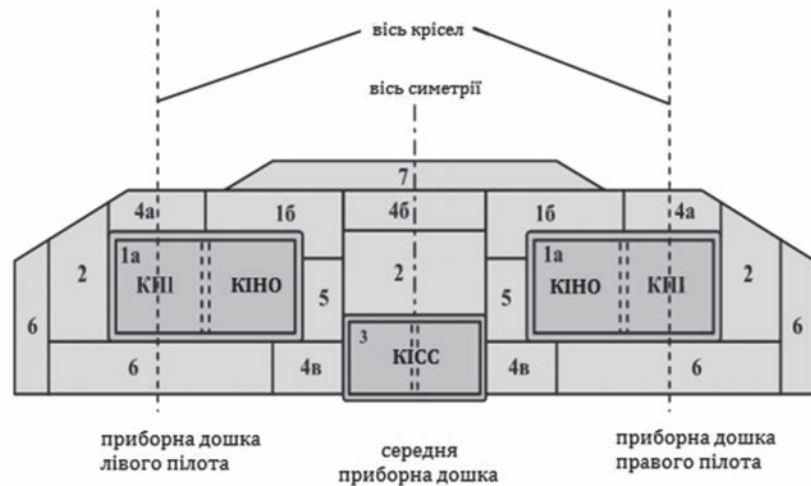 вісь крісел
вісь симетрії
7
4а 1б 4б 1б 4а
1а 1а
2 КПІ КІНО 5 2 5 КІНО КПІ 2
6 3 КІСС 6
6 4в 4в 6
приборна дошка
лівого пілота
середня
приборна дошка
приборна дошка
правого пілота